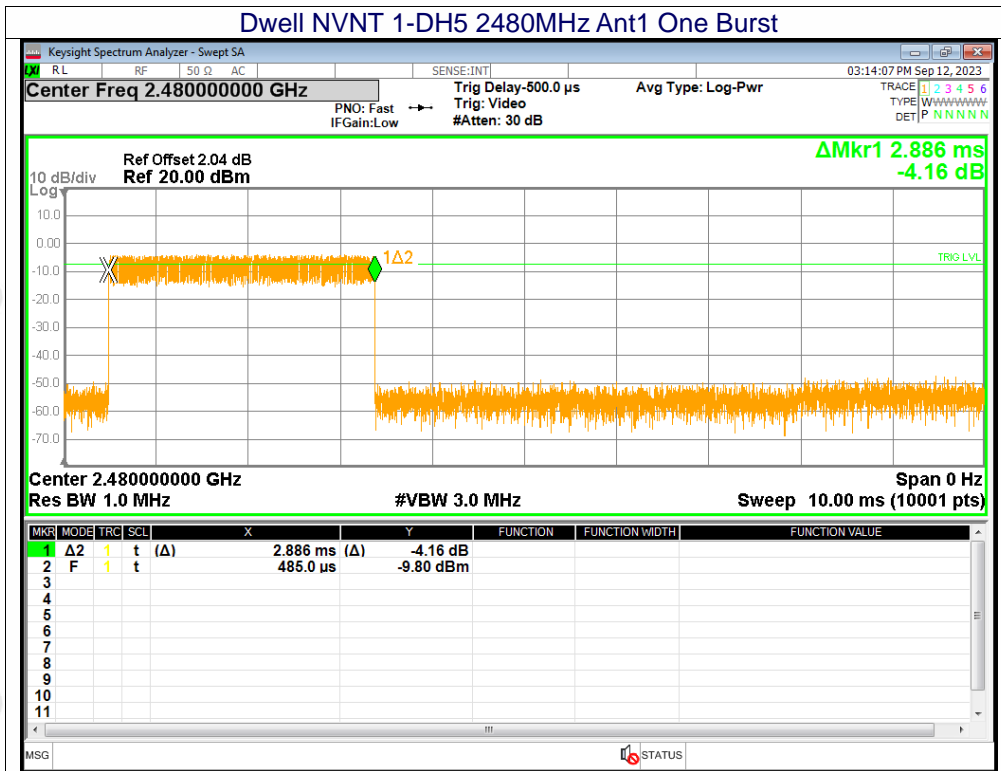 Dwell NVNT 1-DH5 2480MHz Ant1 One Burst
Keysight Spectrum Analyzer - Swept SA
LXI RL RF 50 Ω AC SENSE:INT 03:14:07 PM Sep 12, 2023
Center Freq 2.480000000 GHz Trig Delay-500.0 µs Avg Type: Log-Pwr TRACE 1 2 3 4 5 6
PNO: Fast Trig: Video TYPE WWWWWWW
IFGain:Low #Atten: 30 dB DET P N N N N N
ΔMkr1 2.886 ms
Ref Offset 2.04 dB
10 dB/div Ref 20.00 dBm -4.16 dB
Log
10.0
0.00
1Δ2
TRIG LVL
-10.0
-20.0
-30.0
-40.0
-50.0
-60.0
-70.0
Center 2.480000000 GHz Span 0 Hz
Res BW 1.0 MHz #VBW 3.0 MHz Sweep 10.00 ms (10001 pts)
MKR MODE TRC SCL X Y FUNCTION FUNCTION WIDTH FUNCTION VALUE
1 Δ2 1 t (Δ) 2.886 ms (Δ) -4.16 dB
2 F 1 t 485.0 µs -9.80 dBm
3
4
5
6
7
8
9
10
11
MSG STATUS